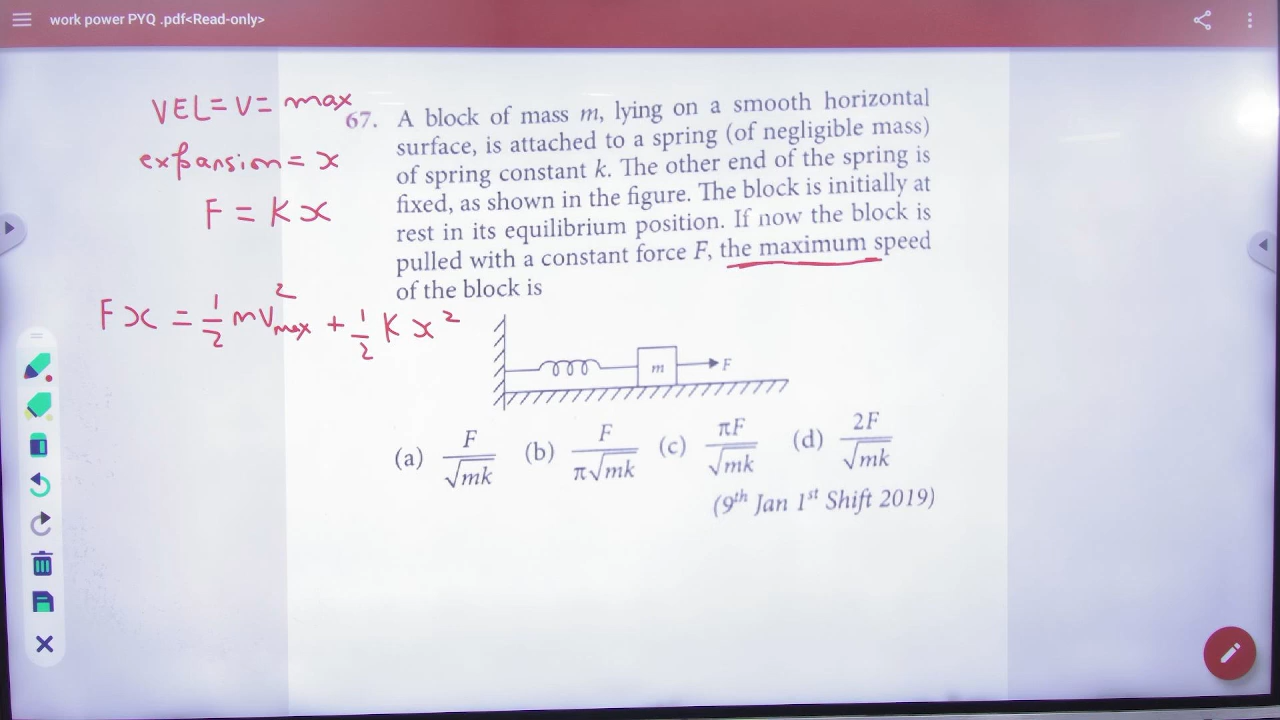 work power PYQ .pdf<Read-only>
VEL = V = max
expansion = x
F = Kx
Fx = 1/2 mv²max + 1/2 Kx²
67. A block of mass m, lying on a smooth horizontal
surface, is attached to a spring (of negligible mass)
of spring constant k. The other end of the spring is
fixed, as shown in the figure. The block is initially at
rest in its equilibrium position. If now the block is
pulled with a constant force F, the maximum speed
of the block is
m F
(a) F/√mk (b) F/π√mk (c) πF/√mk (d) 2F/√mk
(9th Jan 1st Shift 2019)